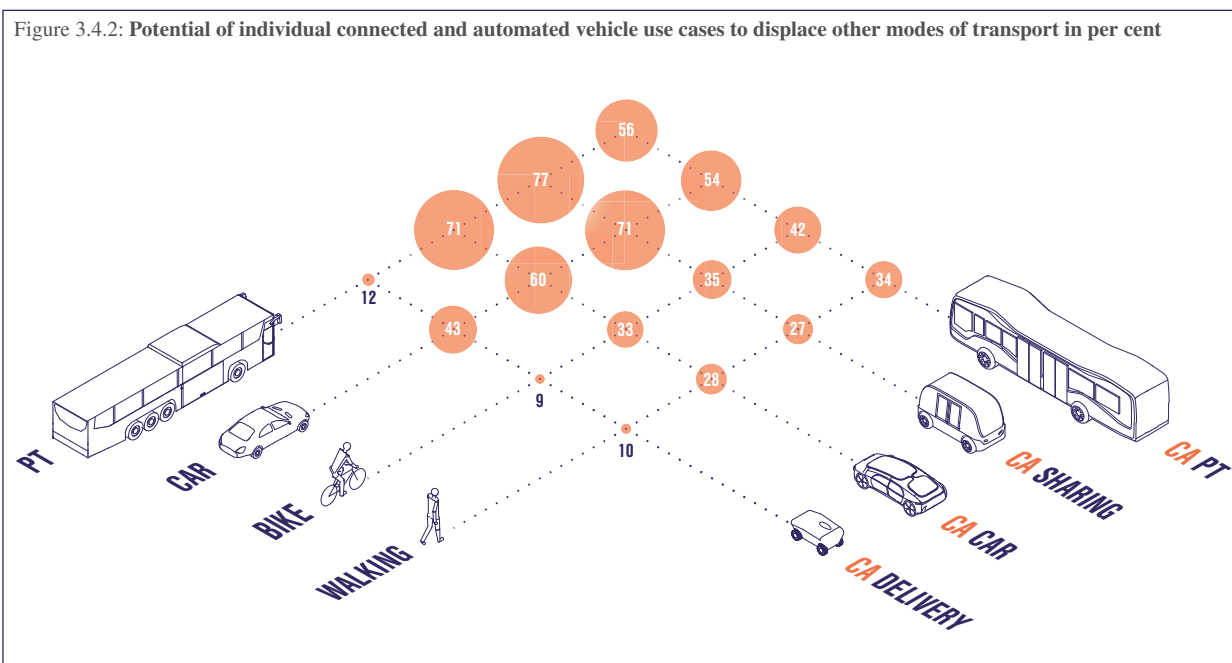 Figure 3.4.2: Potential of individual connected and automated vehicle use cases to displace other modes of transport in per cent
56
77
54
71
71
42
12
60
35
34
43
33
27
9
28
10
PT
CAR
BIKE
WALKING
CA PT
CA SHARING
CA CAR
CA DELIVERY